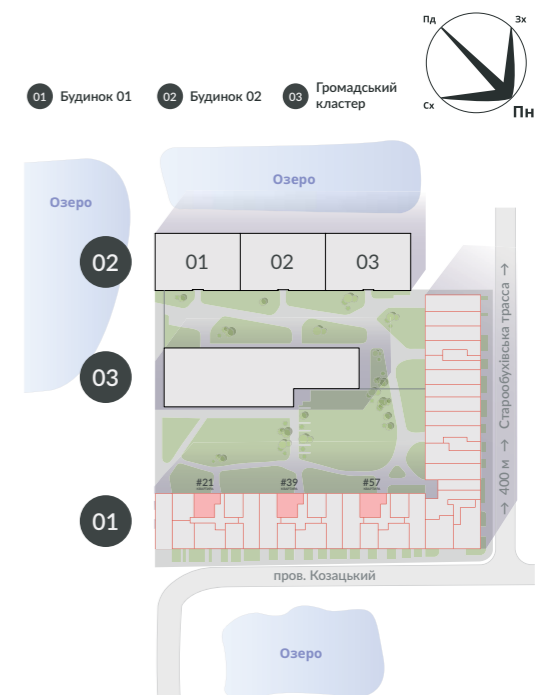 Пд
Зх
Сх
Пн
01 Будинок 01
02 Будинок 02
03 Громадський
кластер
Озеро
Озеро
02
01
02
03
03
← 400 м → Старообухівська трасса →
#21
#39
#57
01
пров. Козацький
Озеро